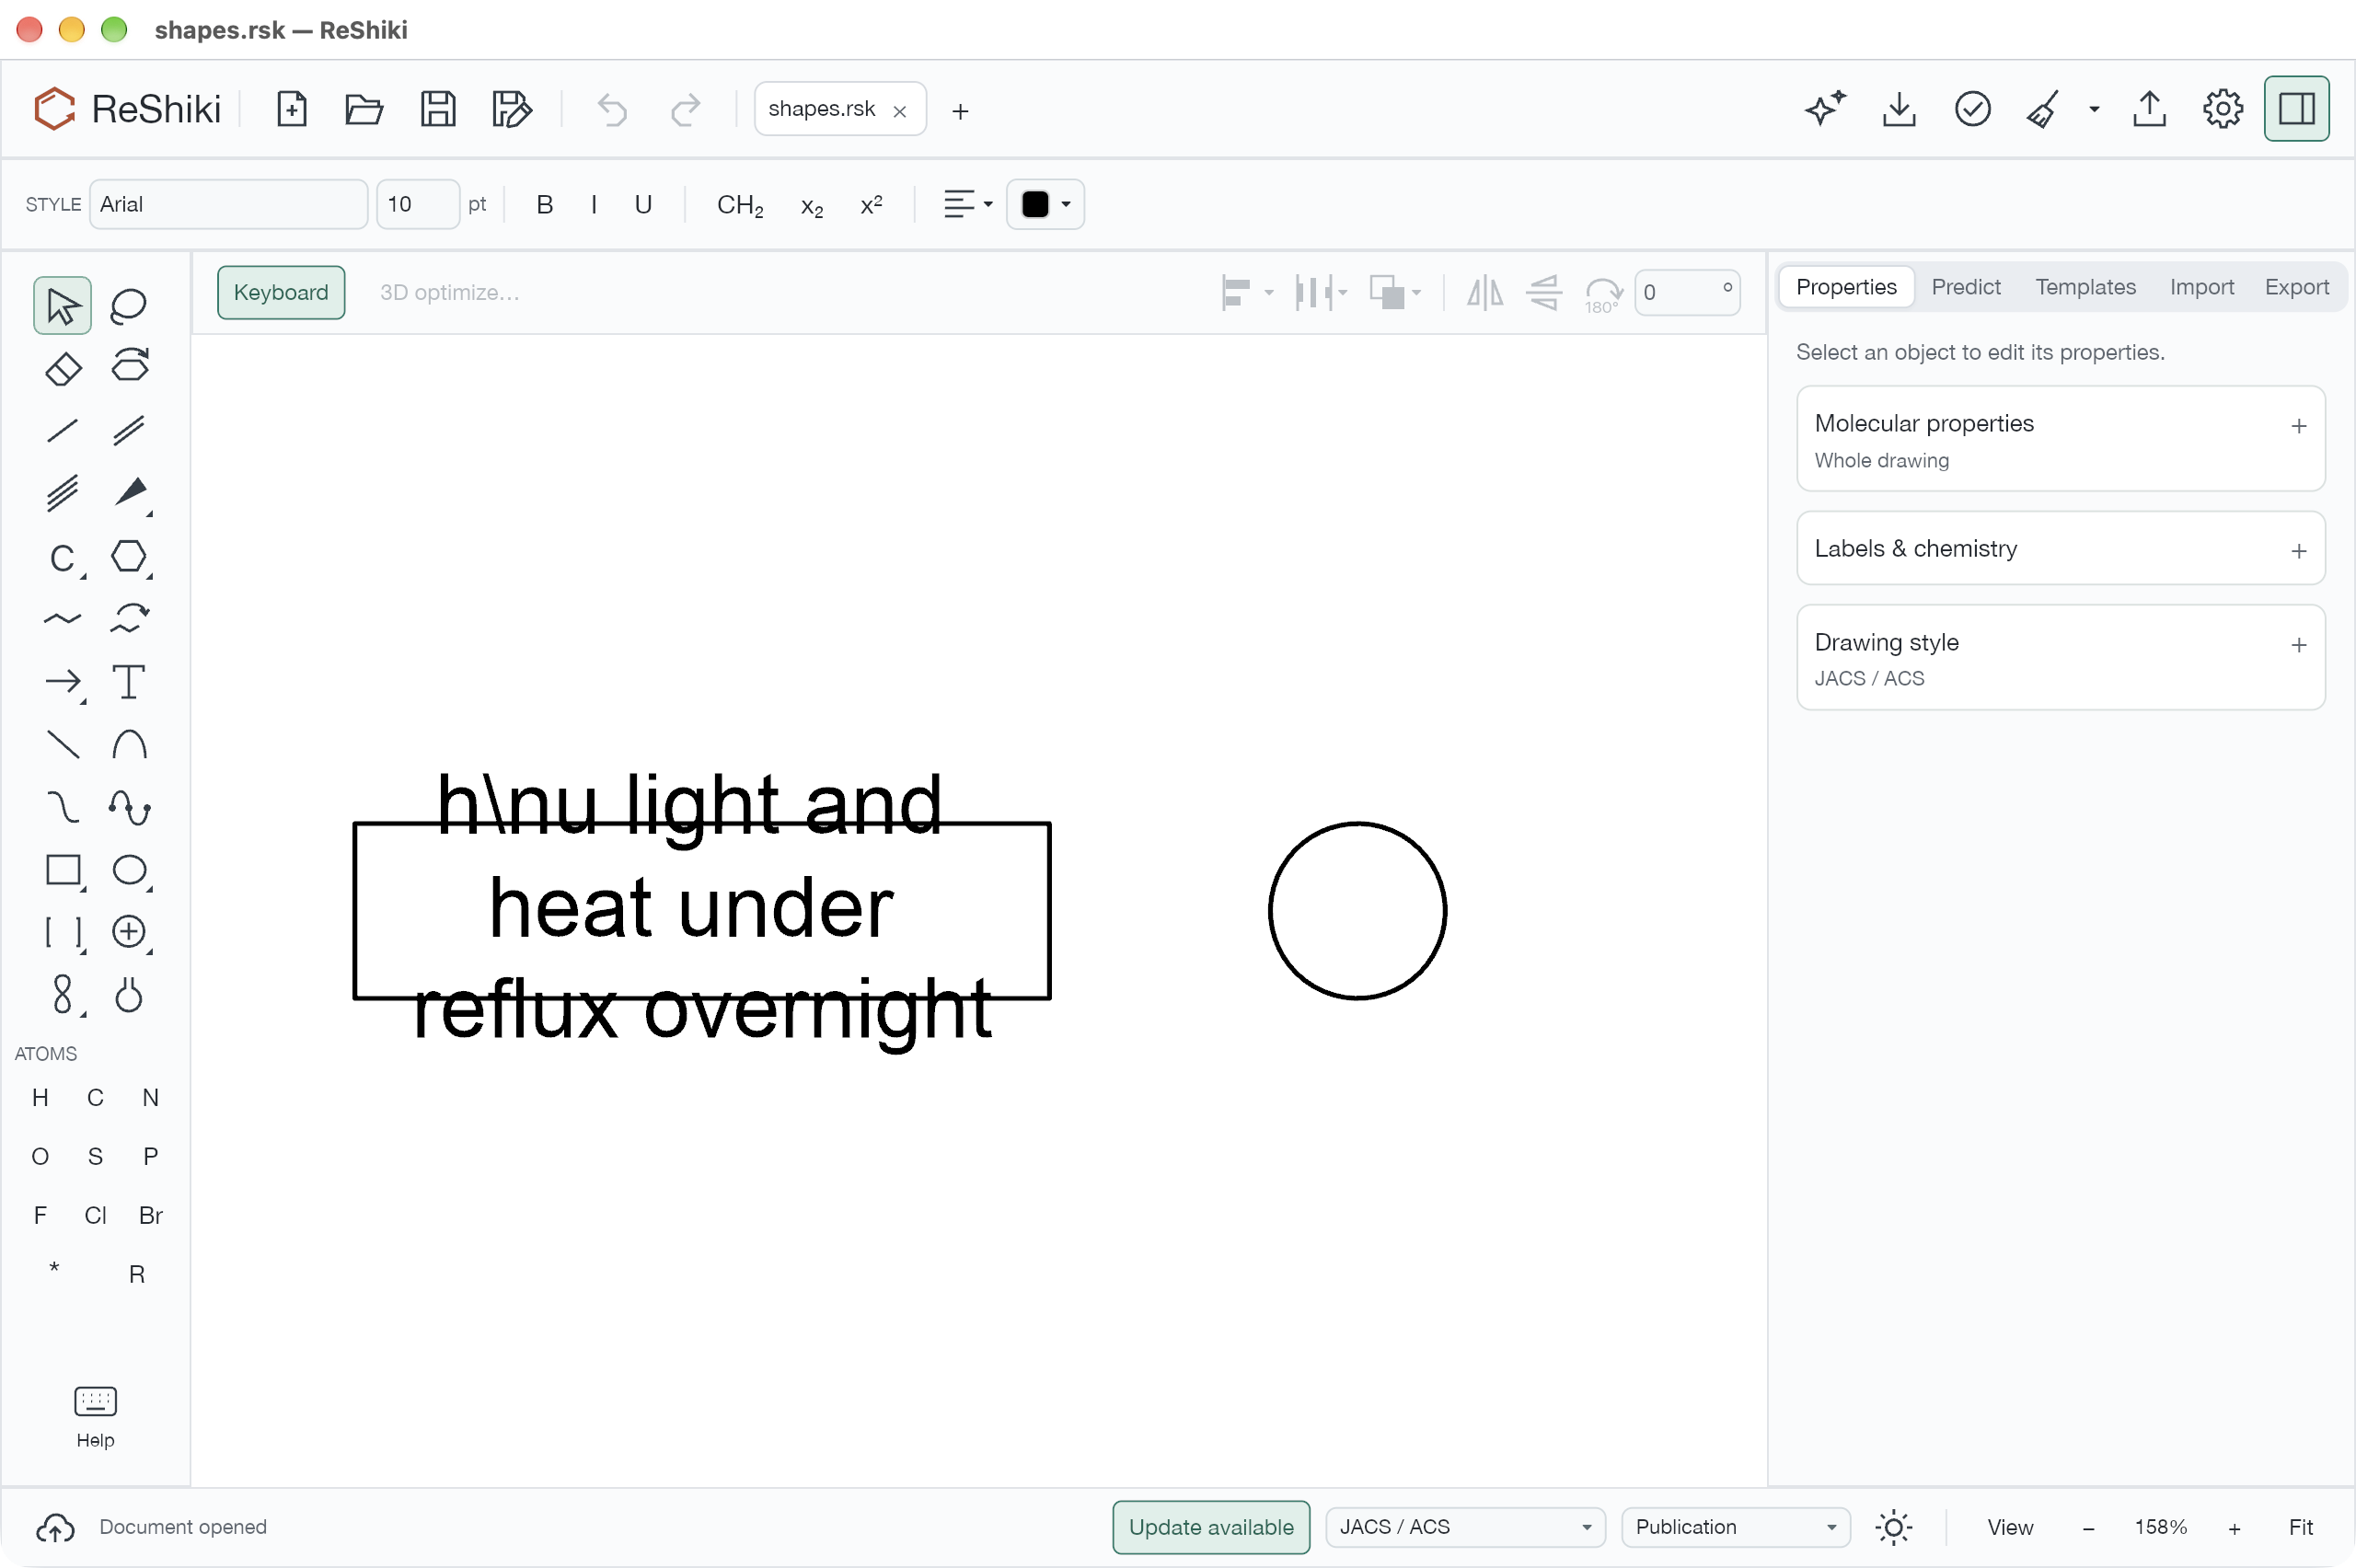 shapes.rsk — ReShiki
ReShiki
shapes.rsk ×
+
STYLE Arial 10 pt B I U CH₂ x₂ x²
Keyboard 3D optimize...
180° 0 °
Properties Predict Templates Import Export
Select an object to edit its properties.
Molecular properties +
Whole drawing
Labels & chemistry +
Drawing style +
JACS / ACS
C
T
[ ]
ATOMS
H C N
O S P
F Cl Br
* R
Help
h\nu light and
heat under
reflux overnight
Document opened
Update available JACS / ACS Publication View – 158% + Fit